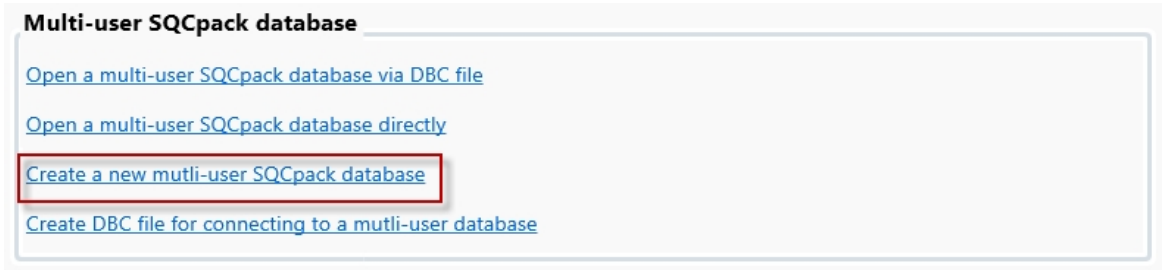 Multi-user SQCpack database
Open a multi-user SQCpack database via DBC file
Open a multi-user SQCpack database directly
Create a new mutli-user SQCpack database
Create DBC file for connecting to a mutli-user database